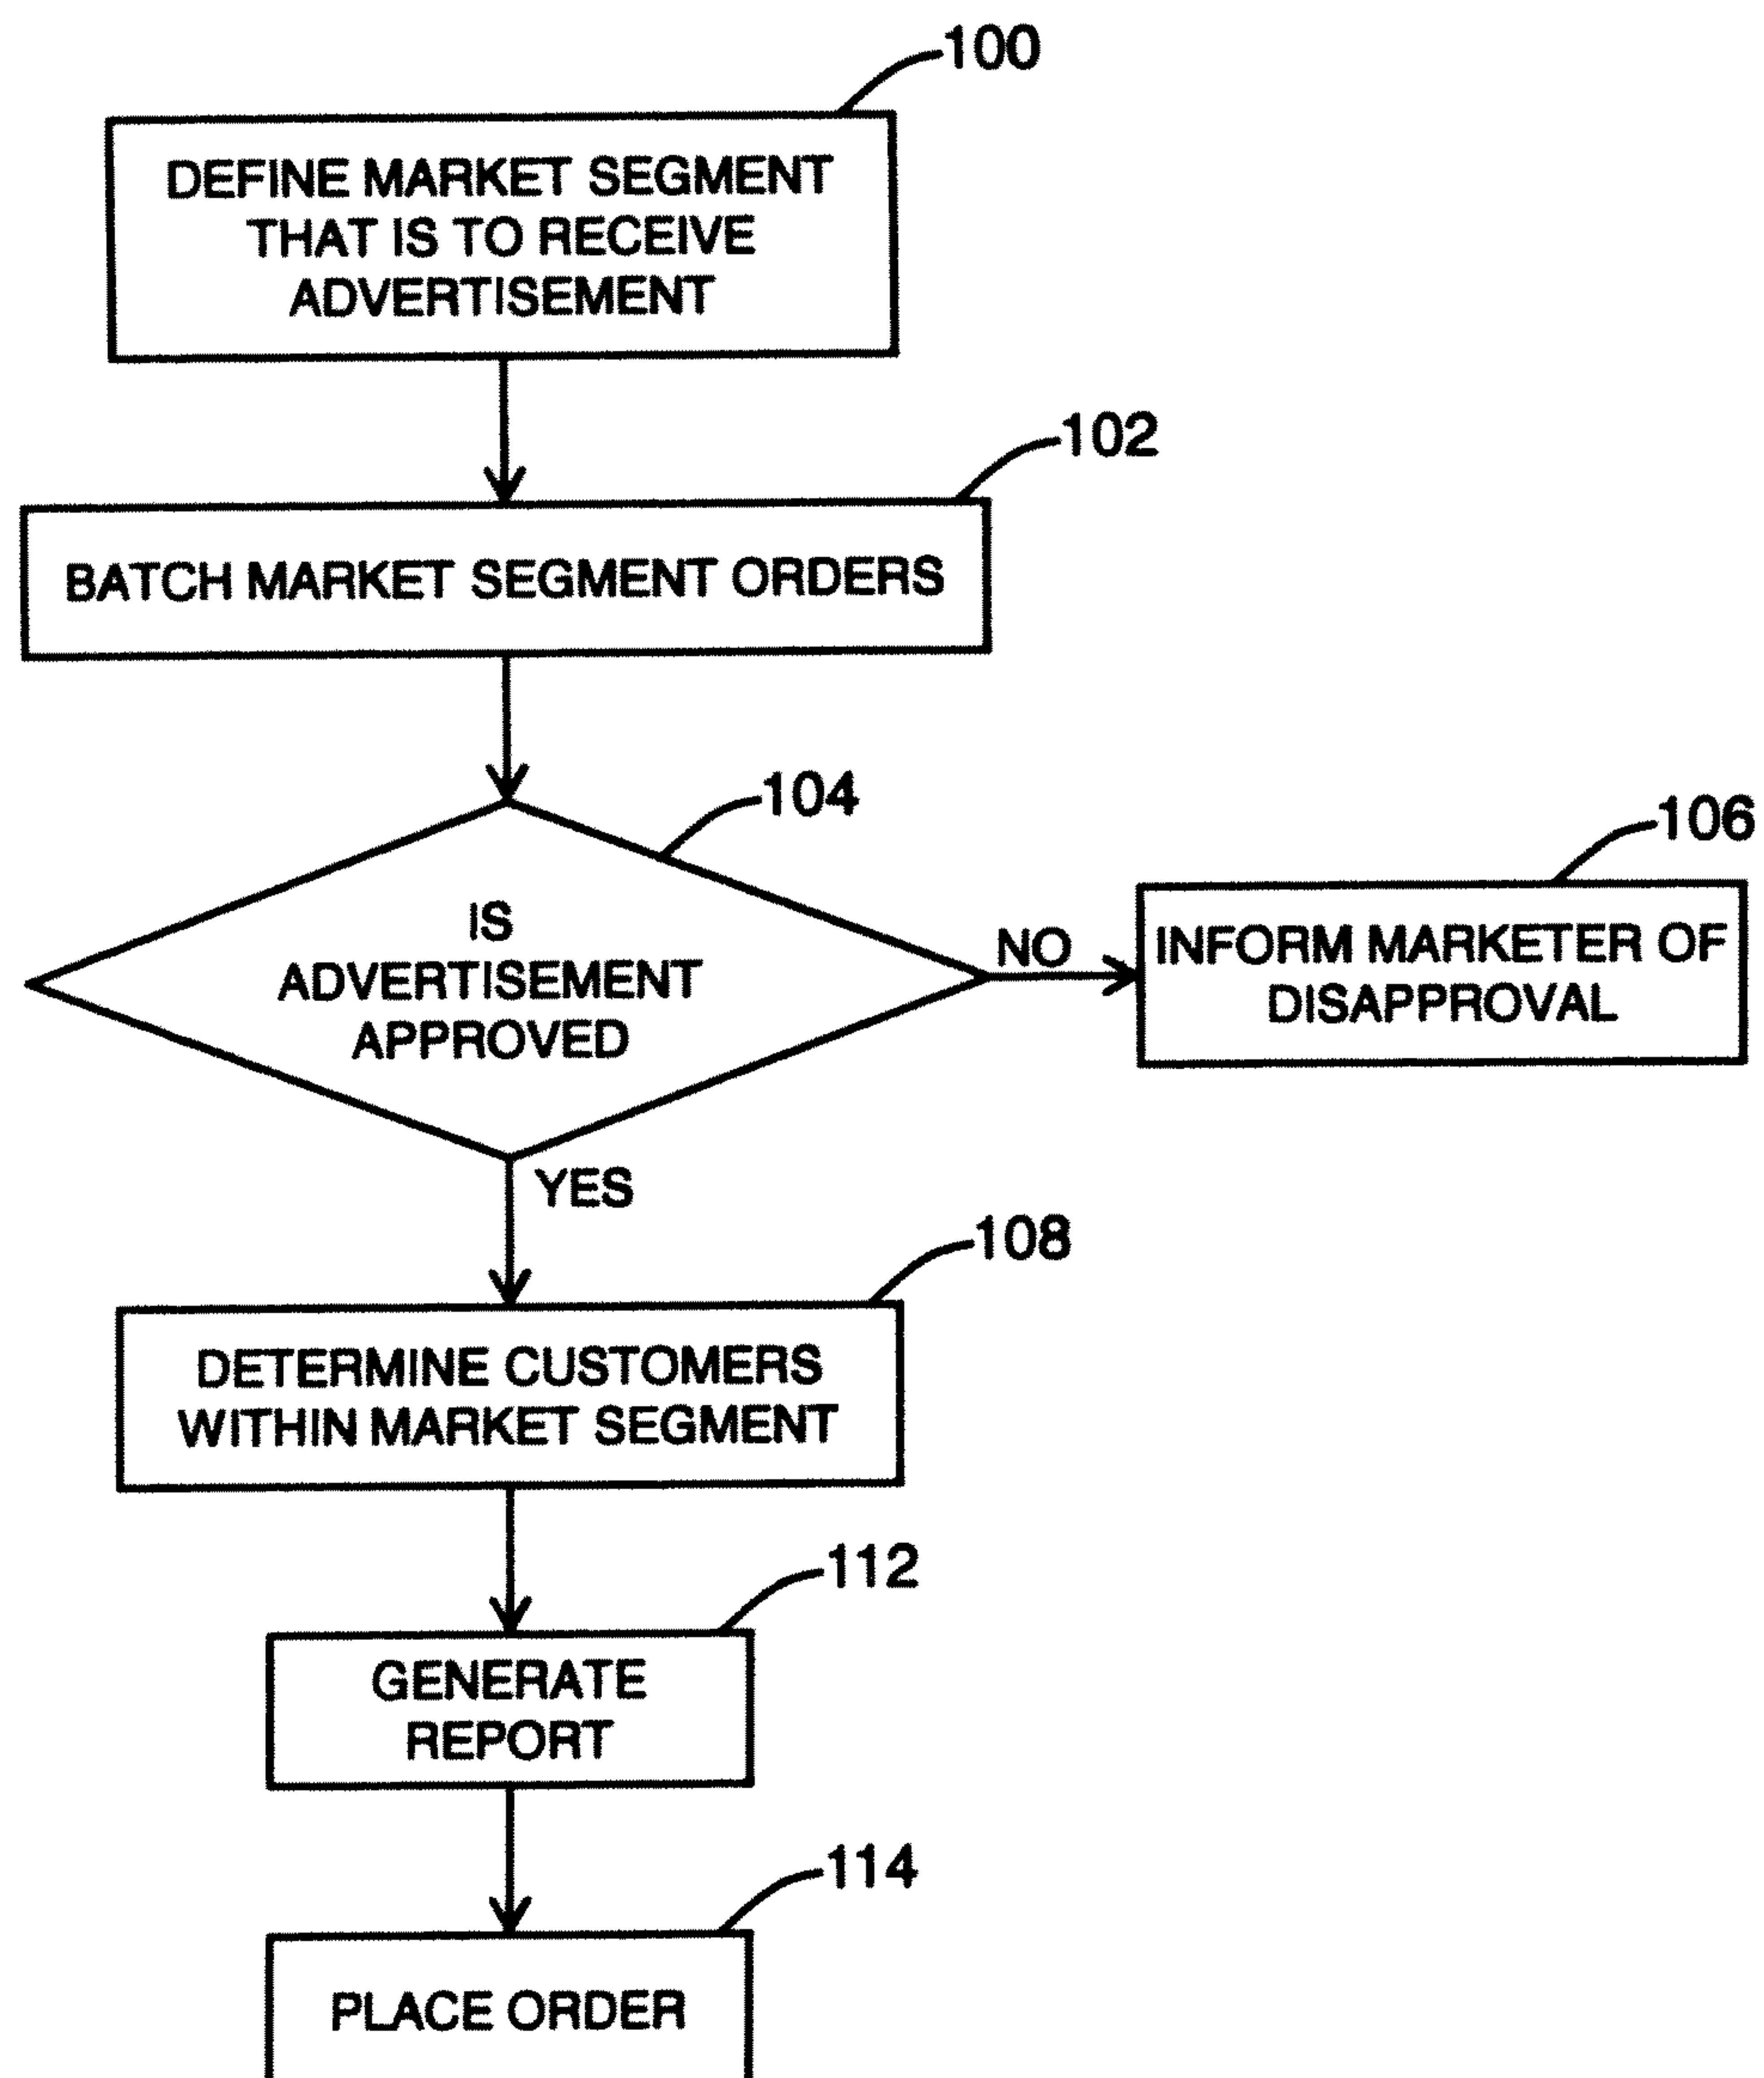 100
DEFINE MARKET SEGMENT
THAT IS TO RECEIVE
ADVERTISEMENT
102
BATCH MARKET SEGMENT ORDERS
104
IS
ADVERTISEMENT
APPROVED
NO
106
INFORM MARKETER OF
DISAPPROVAL
YES
108
DETERMINE CUSTOMERS
WITHIN MARKET SEGMENT
112
GENERATE
REPORT
114
PLACE ORDER